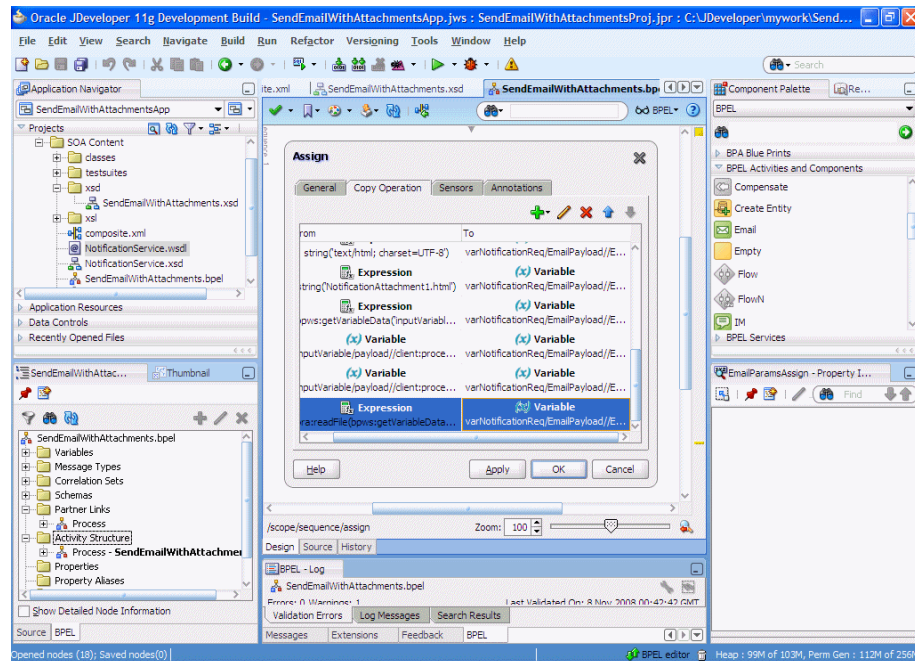 Oracle JDeveloper 11g Development Build - SendEmailWithAttachmentsApp.jws : SendEmailWithAttachmentsProj.jpr : C:\JDeveloper\mywork\Send...
File Edit View Search Navigate Build Run Refactor Versioning Tools Window Help
Search
Application Navigator
SendEmailWithAttachmentsApp
Projects
SOA Content
classes
testsuites
xsd
SendEmailWithAttachments.xsd
xsl
composite.xml
NotificationService.wsdl
NotificationService.xsd
SendEmailWithAttachments.bpel
Application Resources
Data Controls
Recently Opened Files
SendEmailWithAttac... Thumbnail
SendEmailWithAttachments.bpel
Variables
Message Types
Correlation Sets
Schemas
Partner Links
Process
Activity Structure
Process - SendEmailWithAttachme
Properties
Property Aliases
Show Detailed Node Information
Source BPEL
ite.xml SendEmailWithAttachments.xsd SendEmailWithAttachments.bp
BPEL
Assign
General Copy Operation Sensors Annotations
rom To
string('text/html; charset=UTF-8') varNotificationReq/EmailPayload//E...
Expression (x) Variable
string('NotificationAttachment1.html') varNotificationReq/EmailPayload//E...
Expression (x) Variable
bpws:getVariableData('inputVariabl... varNotificationReq/EmailPayload//E...
(x) Variable (x) Variable
nputVariable/payload//client:proce... varNotificationReq/EmailPayload//E...
(x) Variable (x) Variable
nputVariable/payload//client:proce... varNotificationReq/EmailPayload//E...
Expression (x) Variable
ora:readFile(bpws:getVariableData... varNotificationReq/EmailPayload//E...
Help Apply OK Cancel
/scope/sequence/assign Zoom: 100
Design Source History
BPEL - Log
SendEmailWithAttachments.bpel
Errors: 0 Warnings: 1 Last Validated On: 8 Nov 2008 00:42:42 GMT
Validation Errors Log Messages Search Results
Messages Extensions Feedback BPEL
Component Palette Re...
BPEL
BPA Blue Prints
BPEL Activities and Components
Compensate
Create Entity
Email
Empty
Flow
FlowN
IM
BPEL Services
EmailParamsAssign - Property I...
Find
Opened nodes (18); Saved nodes(0) BPEL editor Heap : 99M of 103M, Perm Gen : 112M of 256M